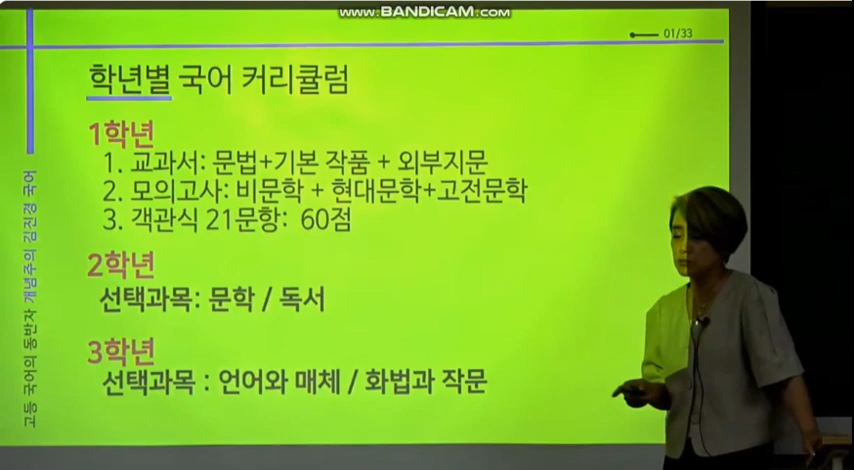 WWW.BANDICAM.COM
01/33
학년별 국어 커리큘럼
1학년
1. 교과서: 문법+기본 작품 + 외부지문
2. 모의고사: 비문학 + 현대문학+고전문학
3. 객관식 21문항: 60점
2학년
선택과목: 문학 / 독서
3학년
선택과목 : 언어와 매체 / 화법과 작문
고등 국어의 동반자 개념주의 김진경 국어